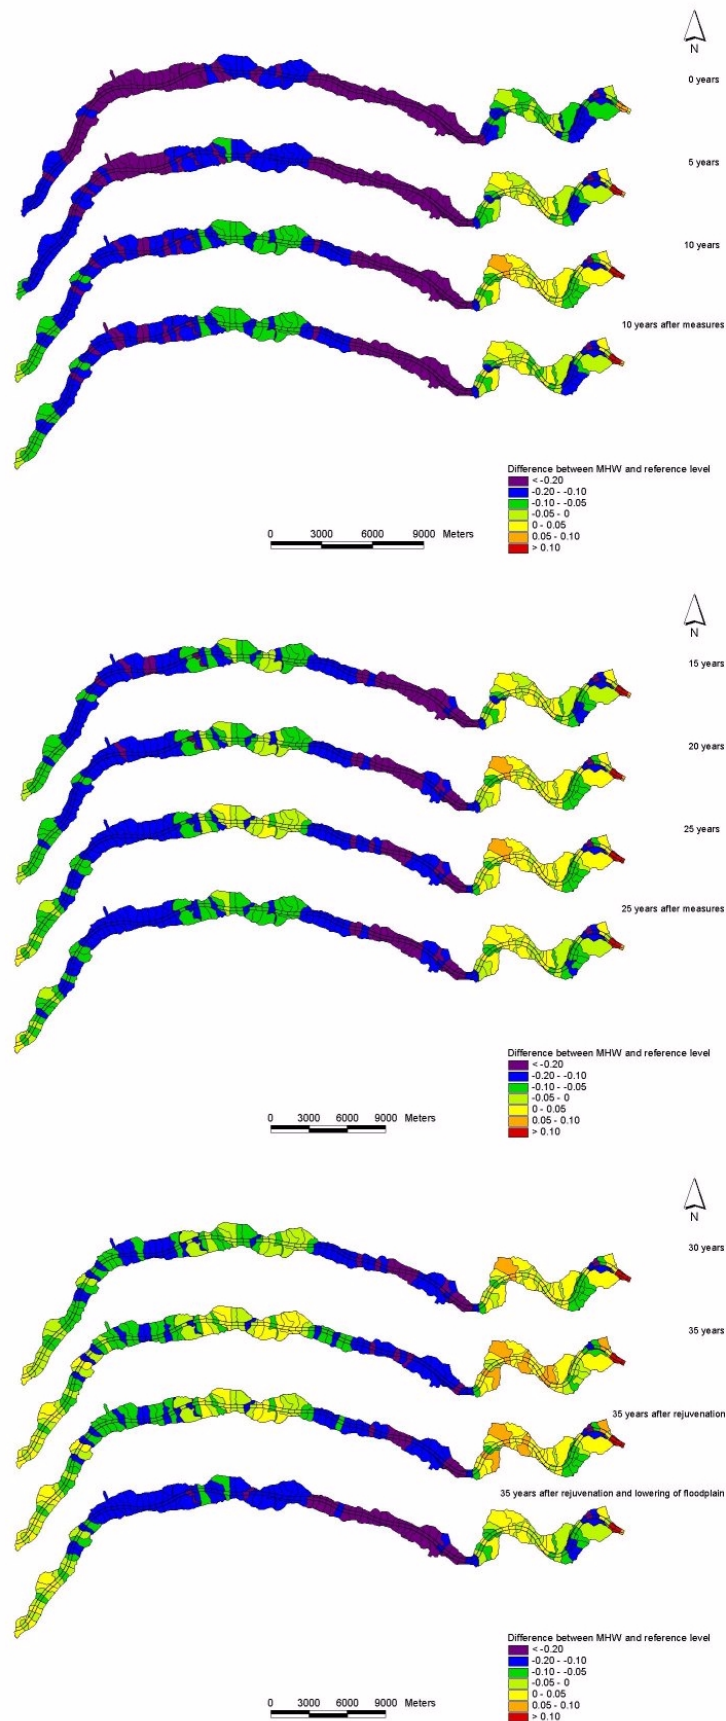 N
0 years
5 years
10 years
10 years after measures
Difference between MHW and reference level
< -0.20
-0.20 - -0.10
-0.10 - -0.05
-0.05 - 0
0 - 0.05
0.05 - 0.10
> 0.10
0 3000 6000 9000 Meters
N
15 years
20 years
25 years
25 years after measures
Difference between MHW and reference level
< -0.20
-0.20 - -0.10
-0.10 - -0.05
-0.05 - 0
0 - 0.05
0.05 - 0.10
> 0.10
0 3000 6000 9000 Meters
N
30 years
35 years
35 years after rejuvenation
35 years after rejuvenation and lowering of floodplain
Difference between MHW and reference level
< -0.20
-0.20 - -0.10
-0.10 - -0.05
-0.05 - 0
0 - 0.05
0.05 - 0.10
> 0.10
0 3000 6000 9000 Meters